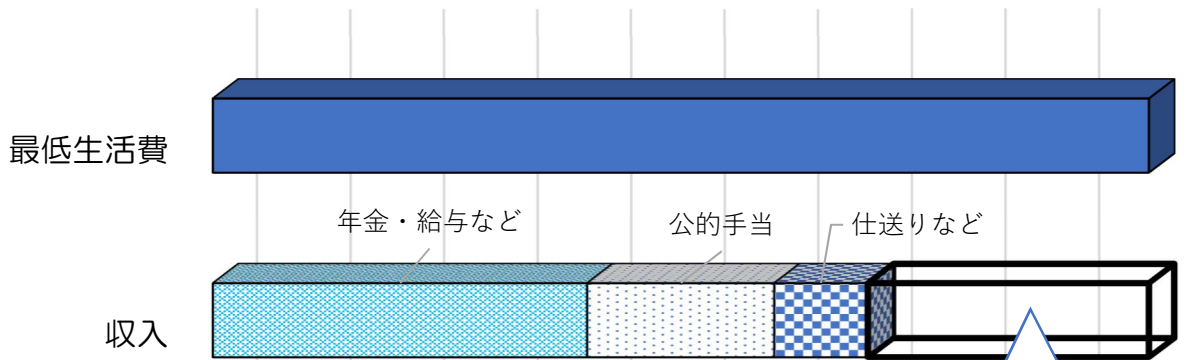 最低生活費
年金・給与など
公的手当
仕送りなど
収入